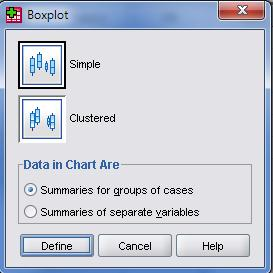 Boxplot
Simple
Clustered
Data in Chart Are
Summaries for groups of cases
Summaries of separate variables
Define
Cancel
Help